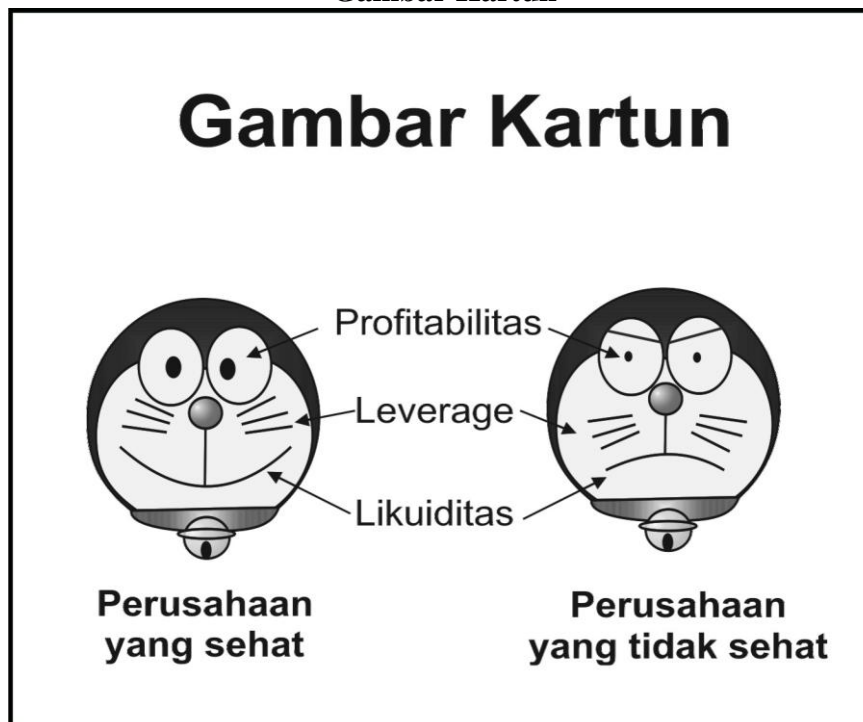 Gambar Kartun
Gambar Kartun
Profitabilitas
Leverage
Likuiditas
Perusahaan
yang sehat
Perusahaan
yang tidak sehat